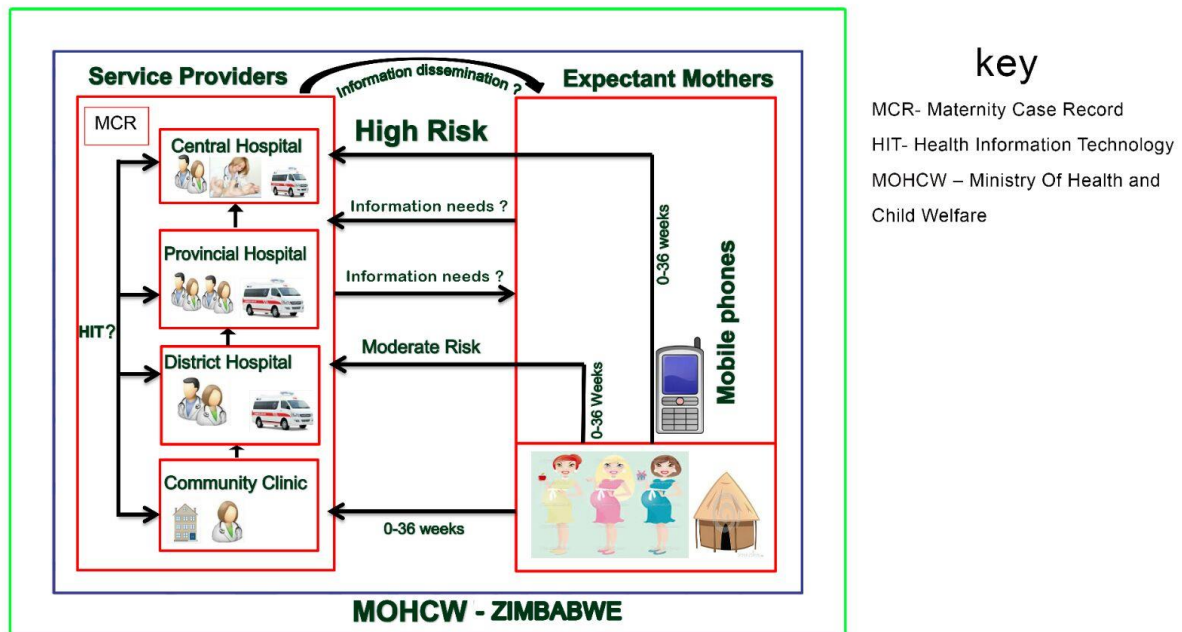 Service Providers
Information dissemination ?
Expectant Mothers
MCR
High Risk
Central Hospital
Information needs ?
Provincial Hospital
Information needs ?
0-36 weeks
Mobile phones
HIT?
Moderate Risk
District Hospital
0-36 Weeks
Community Clinic
0-36 weeks
MOHCW - ZIMBABWE
key
MCR- Maternity Case Record
HIT- Health Information Technology
MOHCW – Ministry Of Health and
Child Welfare